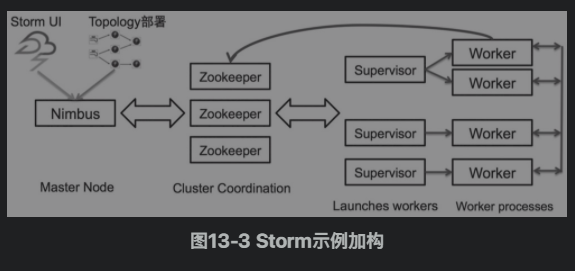 Storm UI
Topology部署
Zookeeper
Supervisor
Worker
Worker
Nimbus
Zookeeper
Supervisor
Worker
Zookeeper
Supervisor
Worker
Master Node
Cluster Coordination
Launches workers
Worker processes
图13-3 Storm示例加构